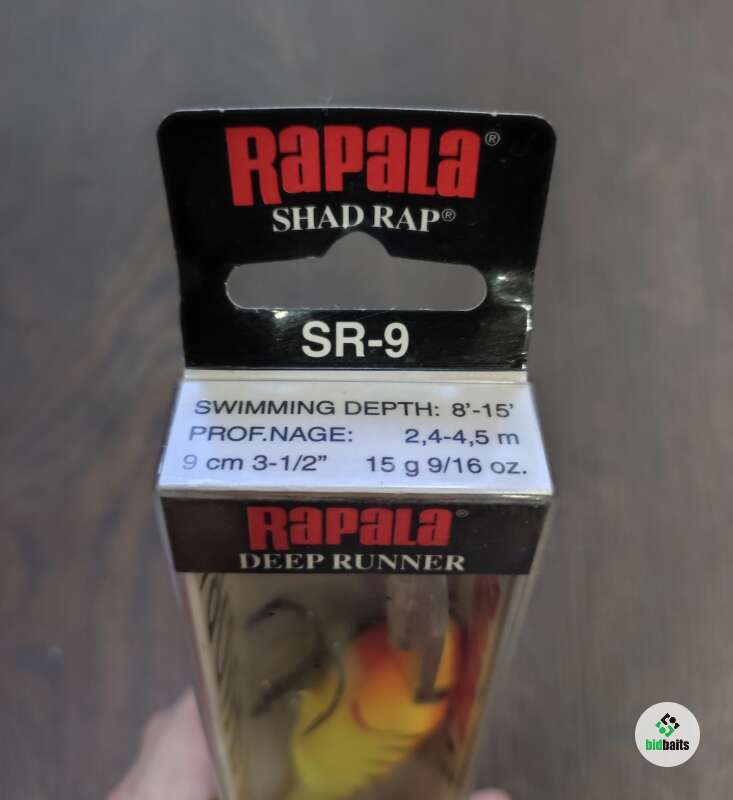 RAPALA®
SHAD RAP®
SR-9
SWIMMING DEPTH: 8'-15'
PROF.NAGE: 2,4-4,5 m
9 cm 3-1/2" 15 g 9/16 oz.
RAPALA®
DEEP RUNNER
bidbaits